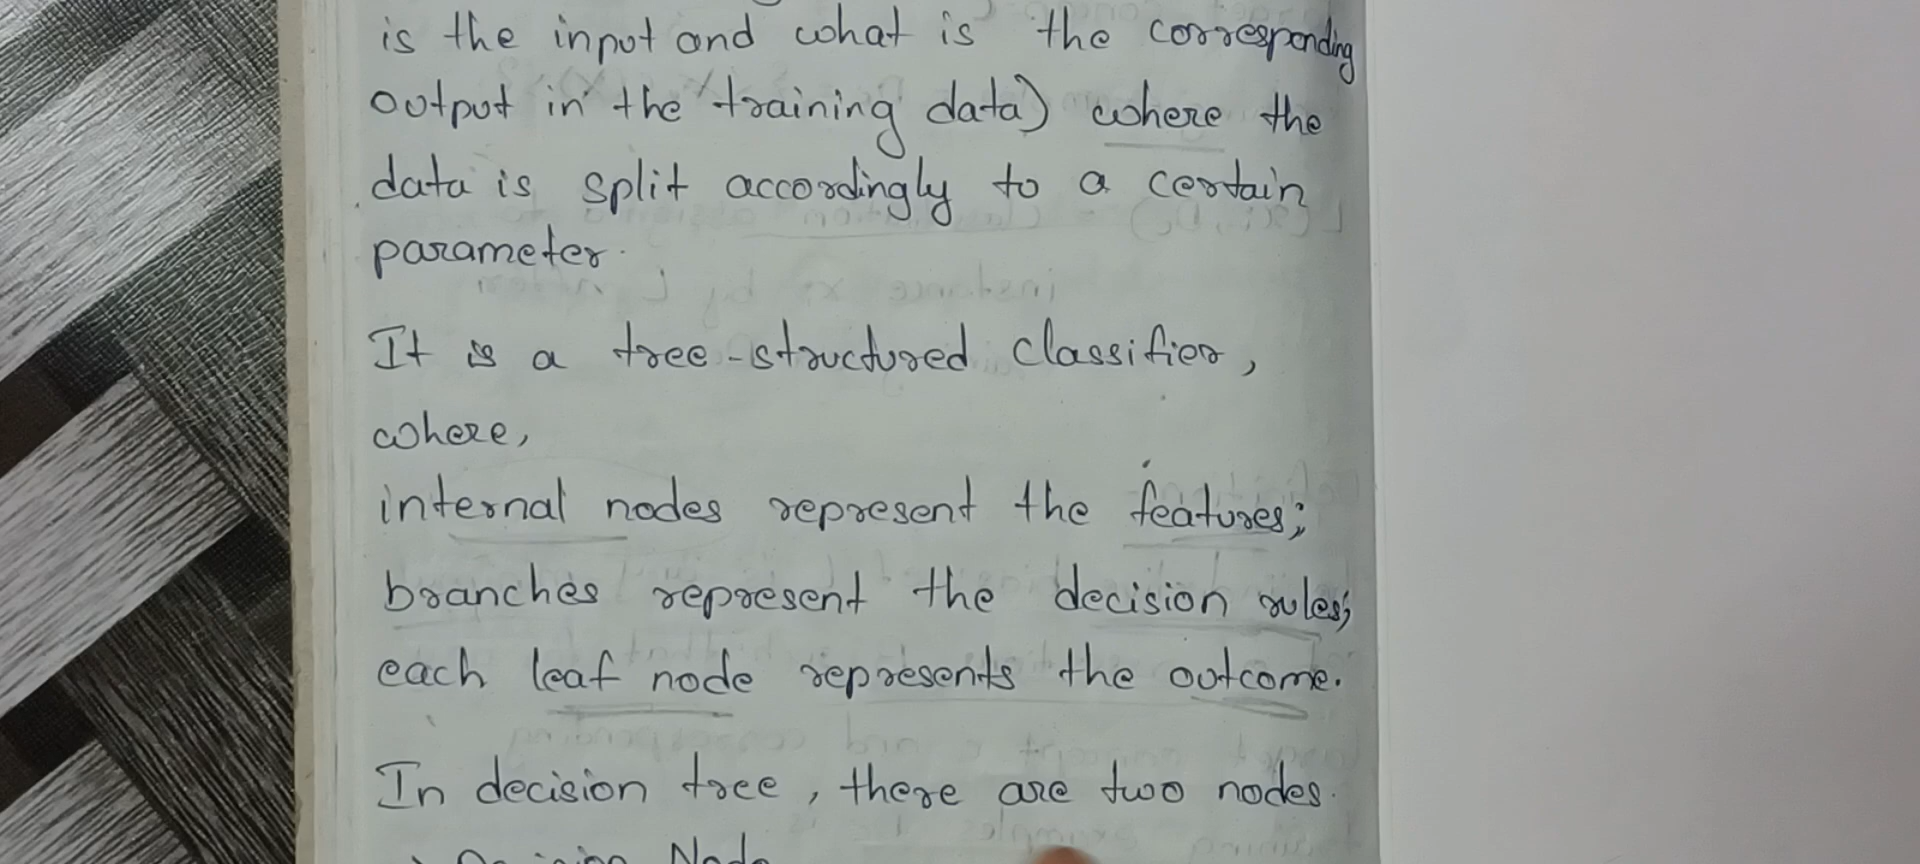 is the input and what is the corresponding
output in the training data) where the
data is split accordingly to a certain
parameter.
It is a tree-structured classifier,
where,
internal nodes represent the features;
branches represent the decision rules;
each leaf node represents the outcome.
In decision tree, there are two nodes.
Decision Node